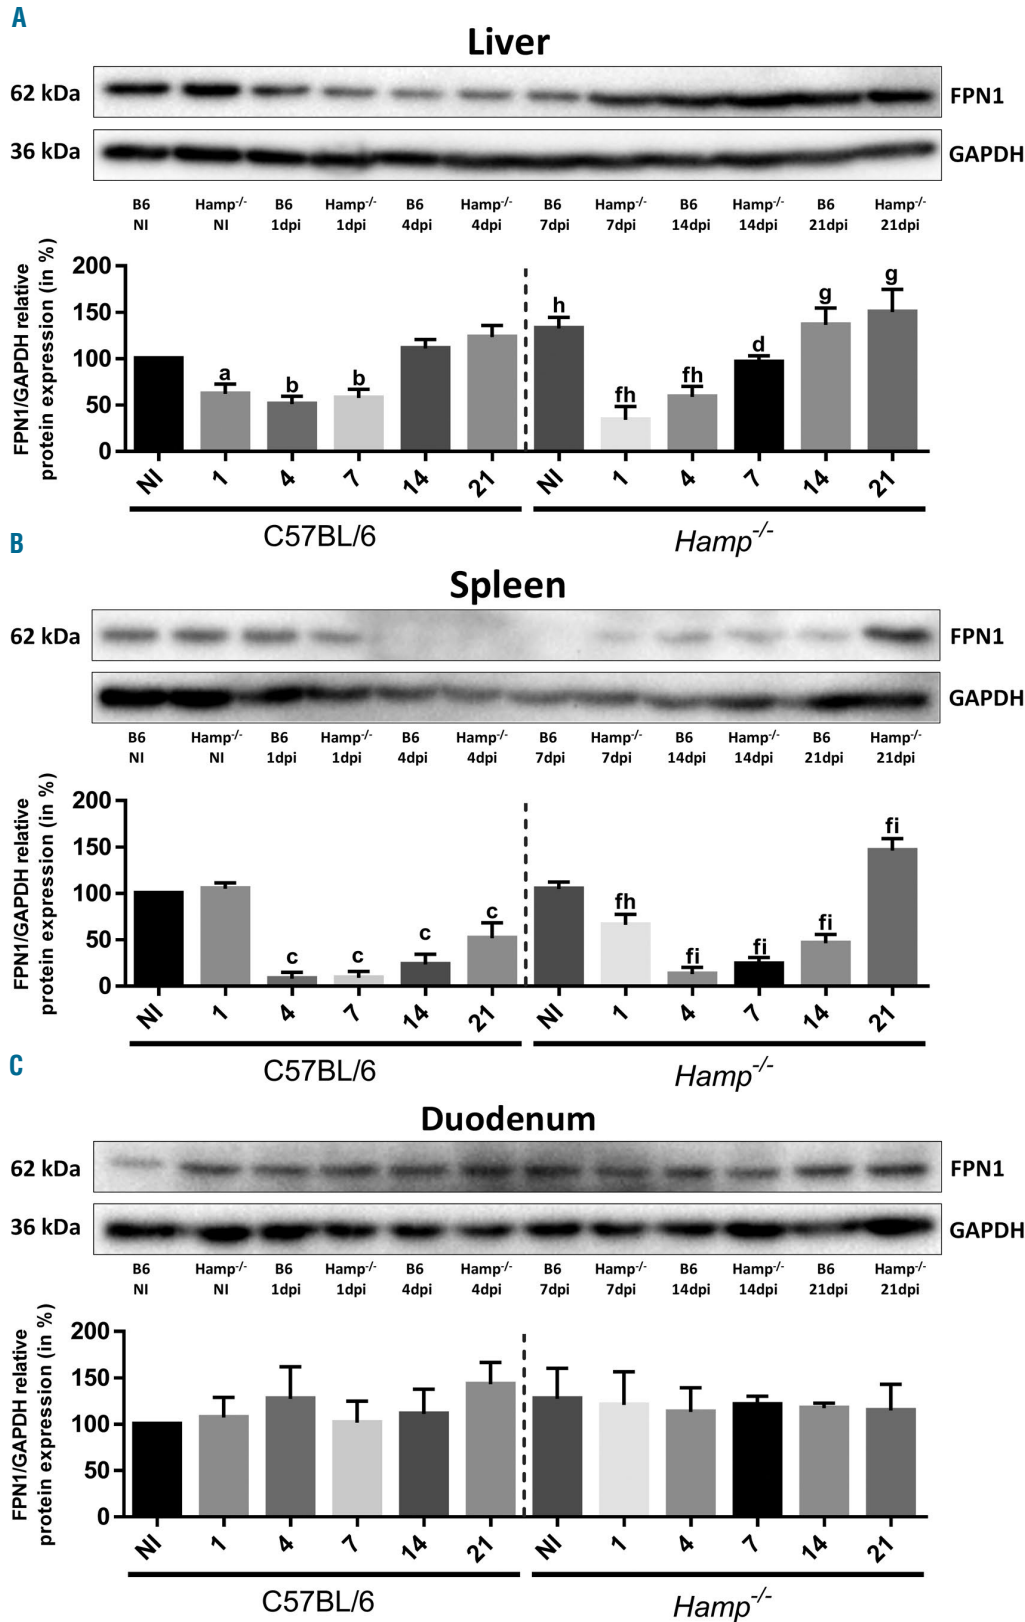 A
Liver
62 kDa
FPN1
36 kDa
GAPDH
B6 Hamp-/- B6 Hamp-/- B6 Hamp-/- B6 Hamp-/- B6 Hamp-/- B6 Hamp-/-
NI NI 1dpi 1dpi 4dpi 4dpi 7dpi 7dpi 14dpi 14dpi 21dpi 21dpi
FPN1/GAPDH relative
protein expression (in %)
200
150
100
50
0
a b b h fh fh d g g
NI 1 4 7 14 21 NI 1 4 7 14 21
C57BL/6 Hamp-/-
B
Spleen
62 kDa
FPN1
GAPDH
B6 Hamp-/- B6 Hamp-/- B6 Hamp-/- B6 Hamp-/- B6 Hamp-/- B6 Hamp-/-
NI NI 1dpi 1dpi 4dpi 4dpi 7dpi 7dpi 14dpi 14dpi 21dpi 21dpi
FPN1/GAPDH relative
protein expression (in %)
200
150
100
50
0
c c c c fh fi fi fi fi
NI 1 4 7 14 21 NI 1 4 7 14 21
C57BL/6 Hamp-/-
C
Duodenum
62 kDa
FPN1
36 kDa
GAPDH
B6 Hamp-/- B6 Hamp-/- B6 Hamp-/- B6 Hamp-/- B6 Hamp-/- B6 Hamp-/-
NI NI 1dpi 1dpi 4dpi 4dpi 7dpi 7dpi 14dpi 14dpi 21dpi 21dpi
FPN1/GAPDH relative
protein expression (in %)
200
150
100
50
0
NI 1 4 7 14 21 NI 1 4 7 14 21
C57BL/6 Hamp-/-